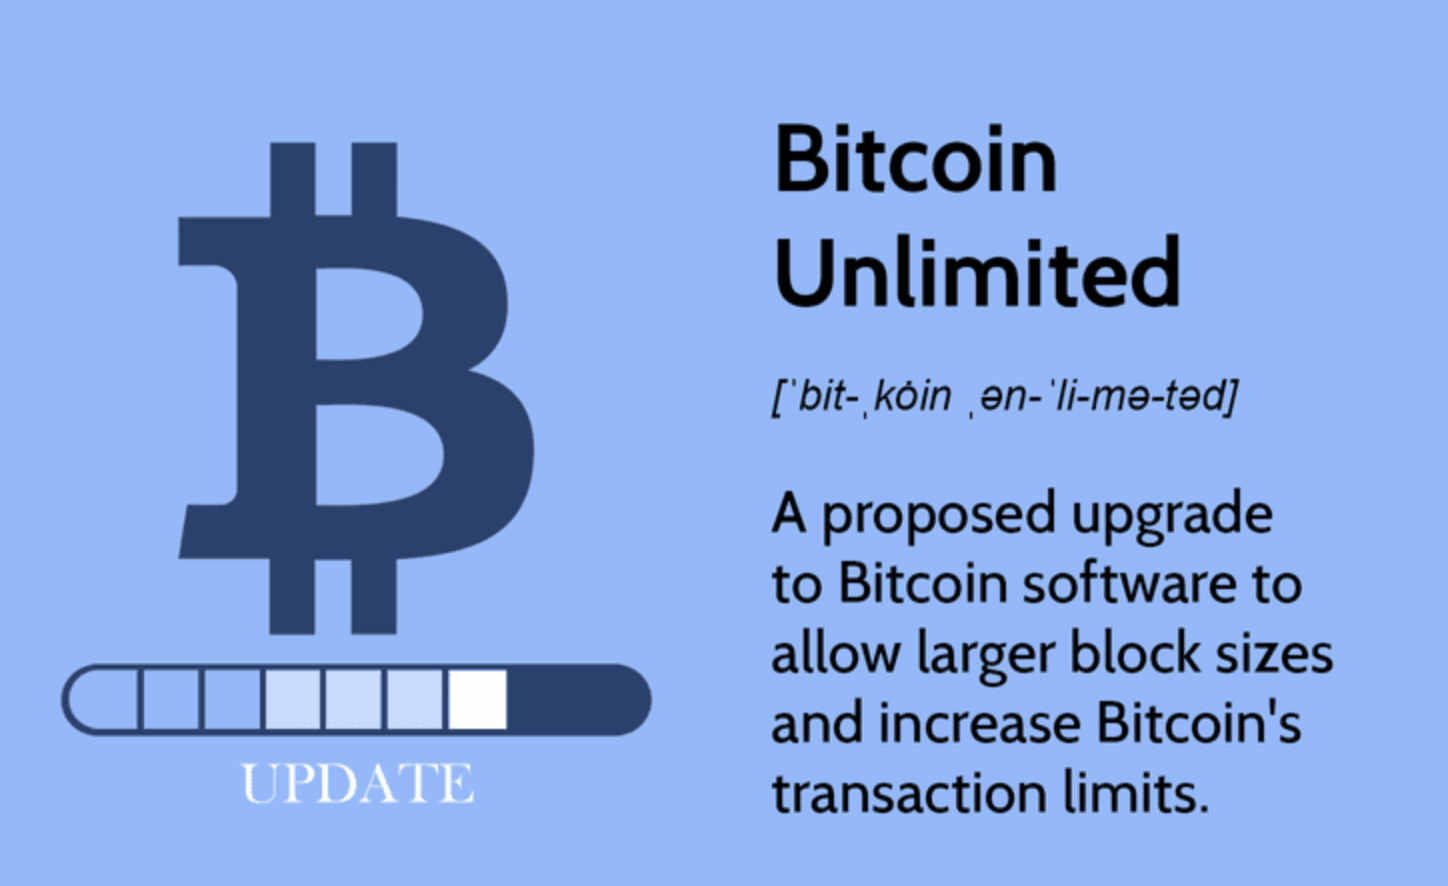 Bitcoin
Unlimited
[ˈbit-ˌkȯin ˌən-ˈli-mə-təd]
A proposed upgrade
to Bitcoin software to
allow larger block sizes
and increase Bitcoin's
transaction limits.
UPDATE